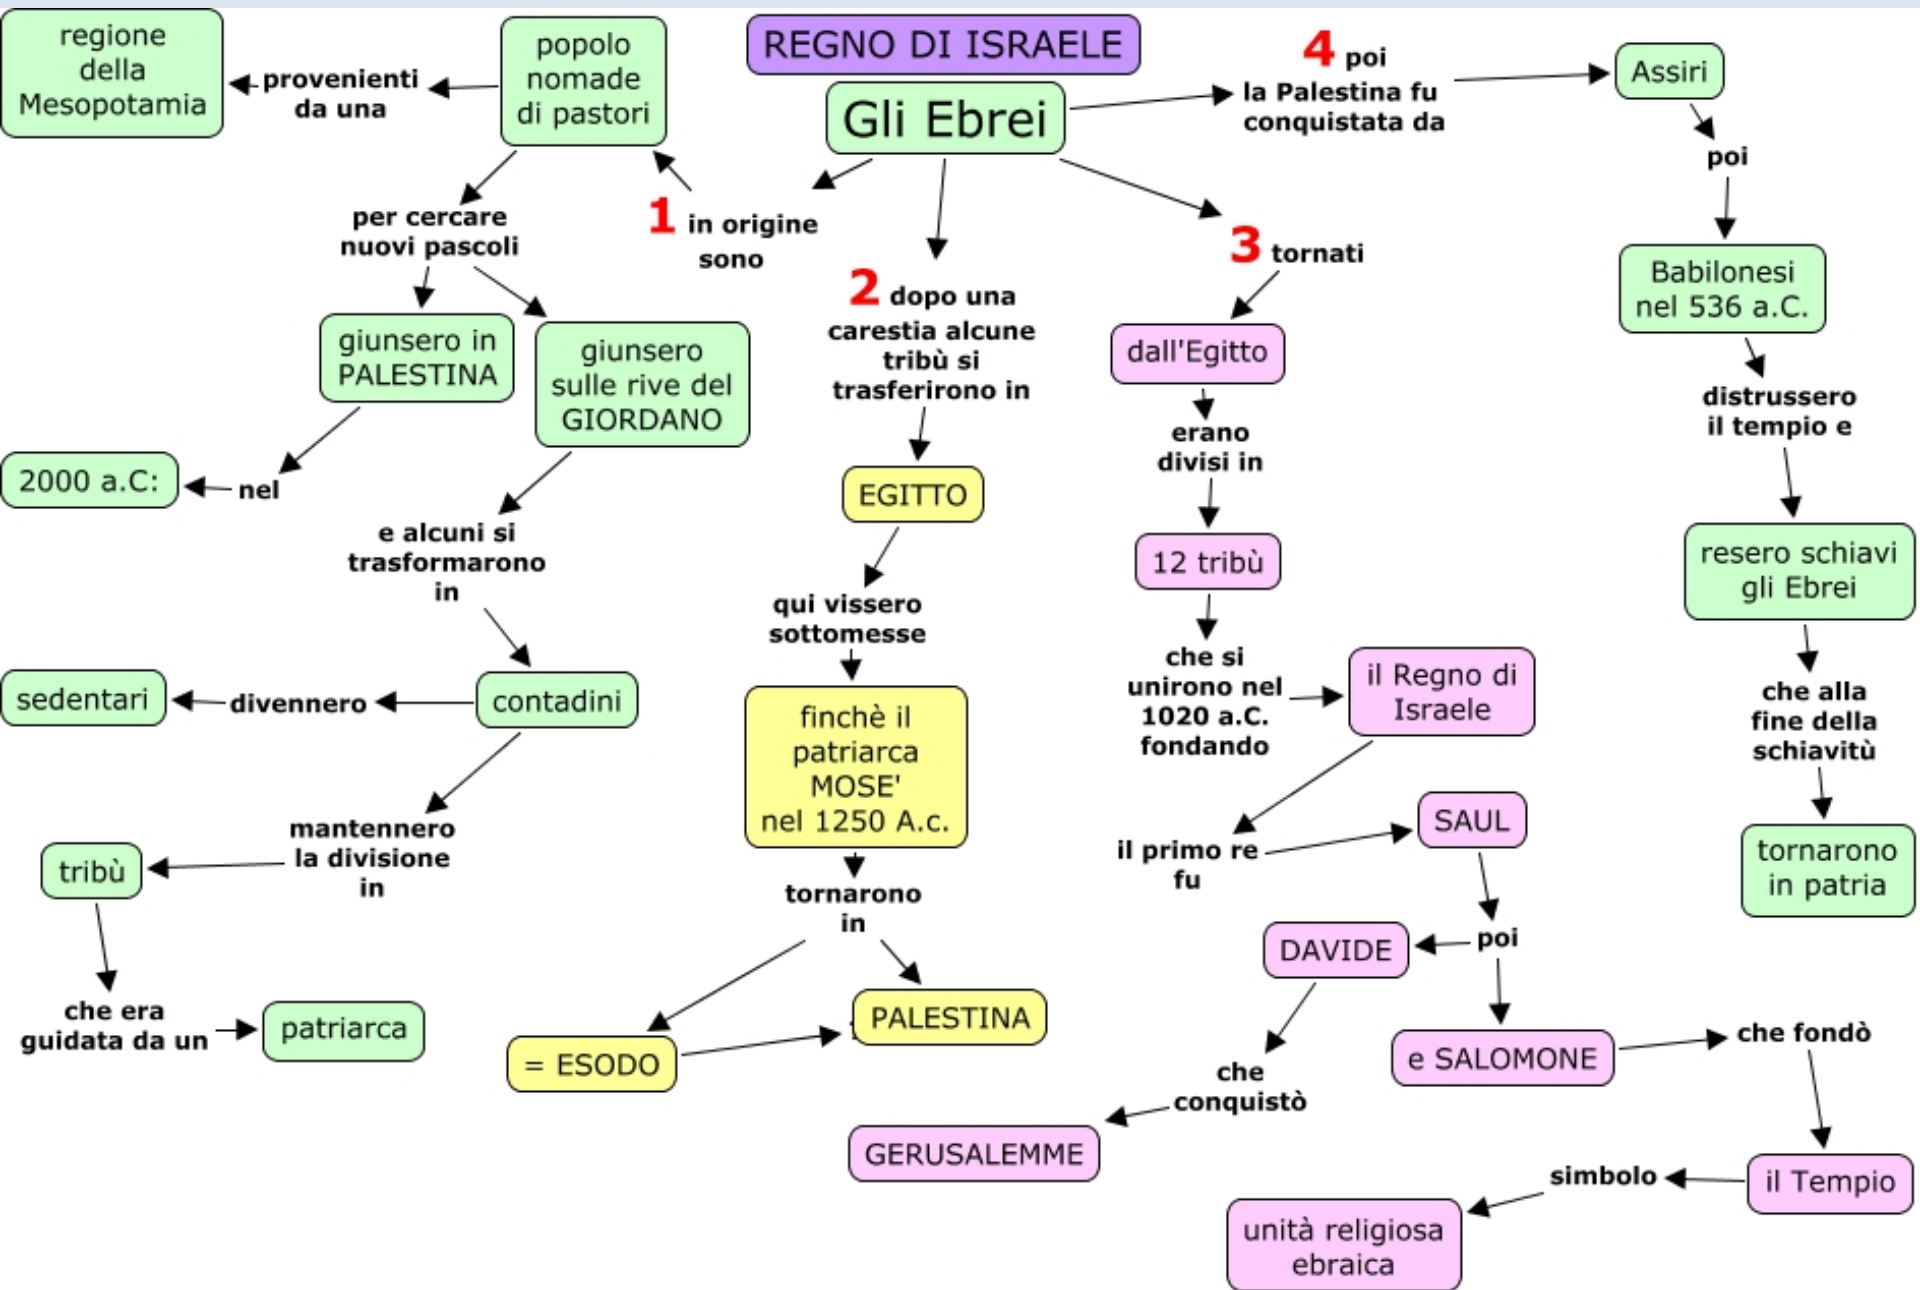 REGNO DI ISRAELE
Gli Ebrei
1 in origine
sono
popolo
nomade
di pastori
provenienti
da una
regione
della
Mesopotamia
per cercare
nuovi pascoli
giunsero in
PALESTINA
nel
2000 a.C:
giunsero
sulle rive del
GIORDANO
e alcuni si
trasformarono
in
contadini
divennero
sedentari
mantennero
la divisione
in
tribù
che era
guidata da un
patriarca
2 dopo una
carestia alcune
tribù si
trasferirono in
EGITTO
qui vissero
sottomesse
finchè il
patriarca
MOSE'
nel 1250 A.c.
tornarono
in
= ESODO
PALESTINA
3 tornati
dall'Egitto
erano
divisi in
12 tribù
che si
unirono nel
1020 a.C.
fondando
il Regno di
Israele
il primo re
fu
SAUL
poi
DAVIDE
che
conquistò
GERUSALEMME
e SALOMONE
che fondò
il Tempio
simbolo
unità religiosa
ebraica
4 poi
la Palestina fu
conquistata da
Assiri
poi
Babilonesi
nel 536 a.C.
distrussero
il tempio e
resero schiavi
gli Ebrei
che alla
fine della
schiavitù
tornarono
in patria